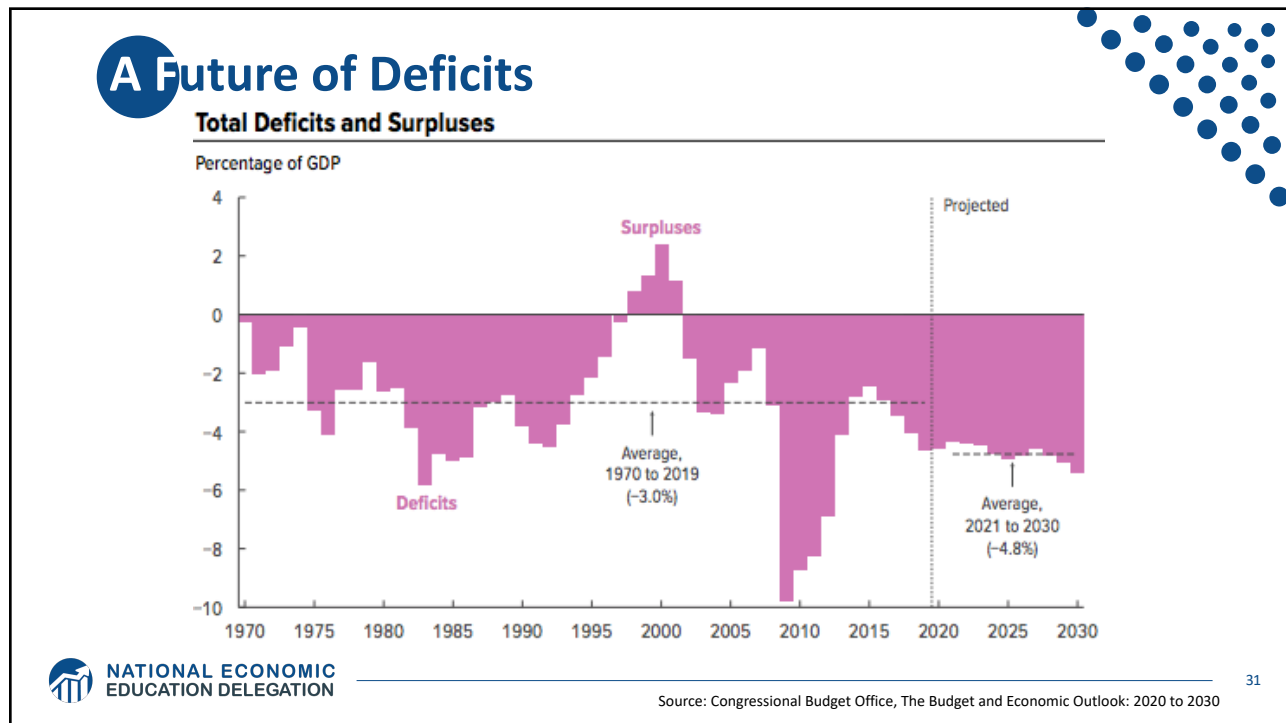 A Future of Deficits
Total Deficits and Surpluses
Percentage of GDP
4
2
0
−2
−4
−6
−8
−10
Surpluses
Projected
Average,
1970 to 2019
(−3.0%)
Deficits
Average,
2021 to 2030
(−4.8%)
1970 1975 1980 1985 1990 1995 2000 2005 2010 2015 2020 2025 2030
NATIONAL ECONOMIC
EDUCATION DELEGATION
31
Source: Congressional Budget Office, The Budget and Economic Outlook: 2020 to 2030